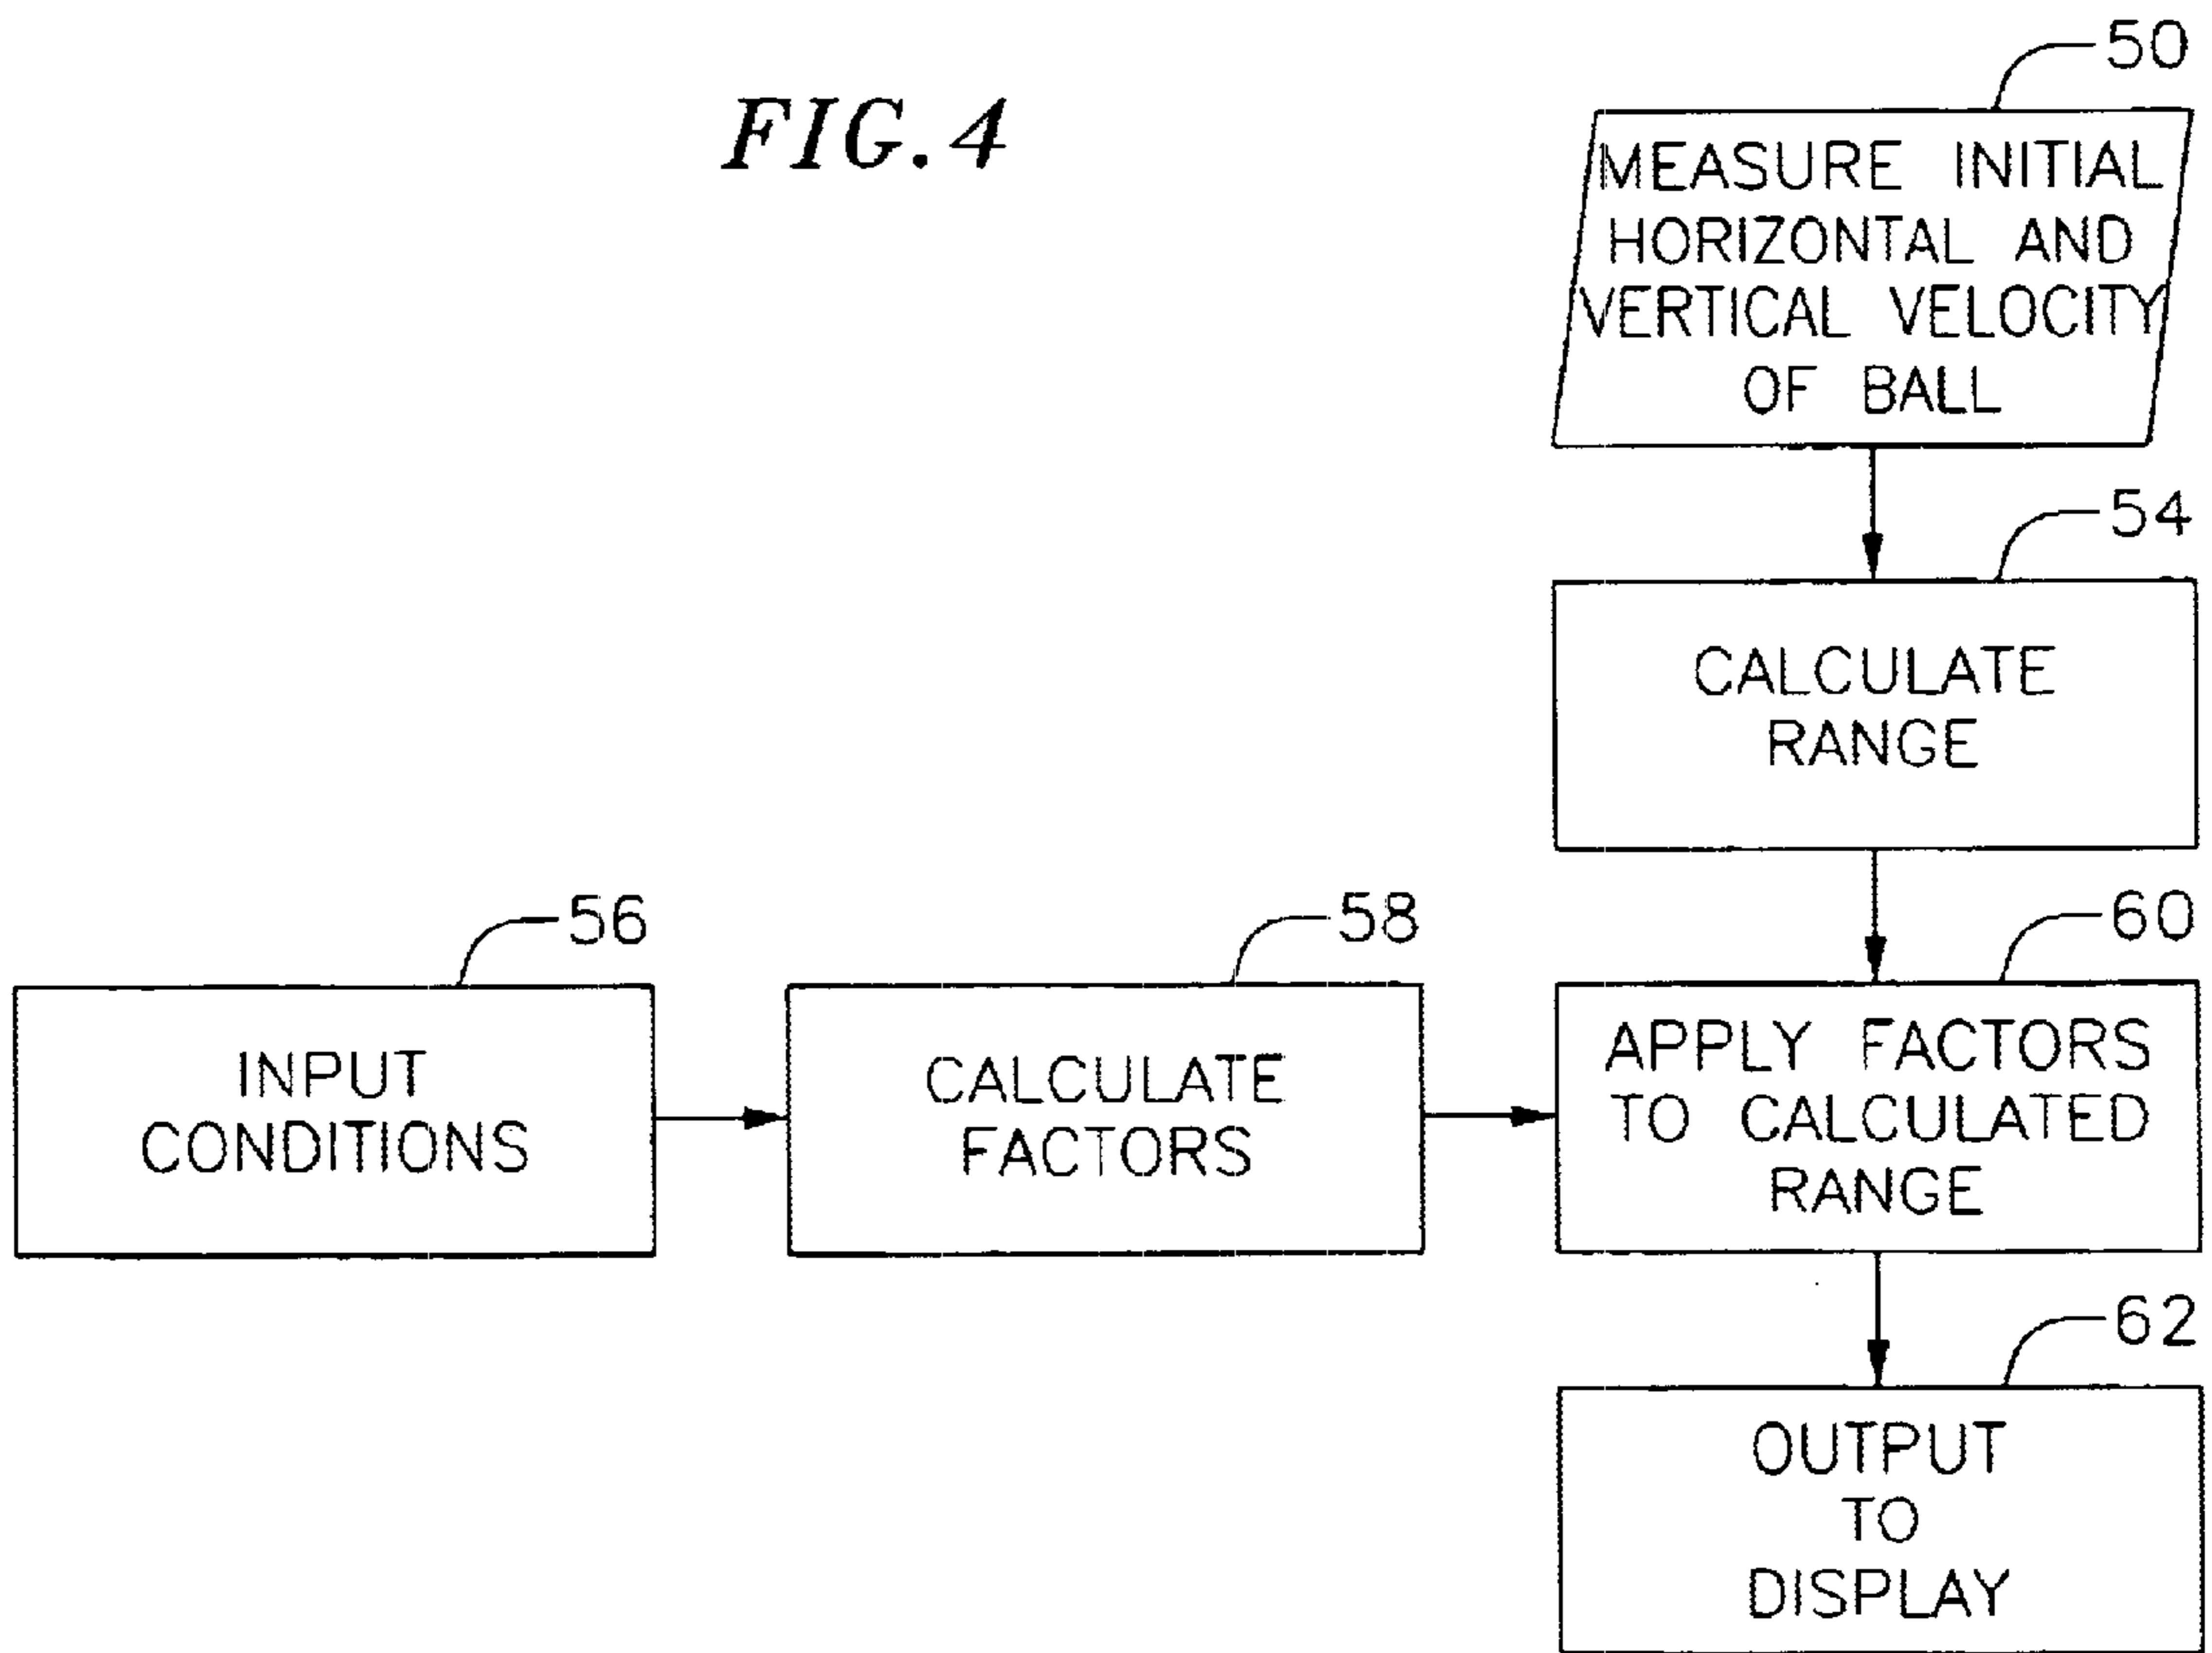 FIG. 4
50
MEASURE INITIAL
HORIZONTAL AND
VERTICAL VELOCITY
OF BALL
54
CALCULATE
RANGE
56
INPUT
CONDITIONS
58
CALCULATE
FACTORS
60
APPLY FACTORS
TO CALCULATED
RANGE
62
OUTPUT
TO
DISPLAY